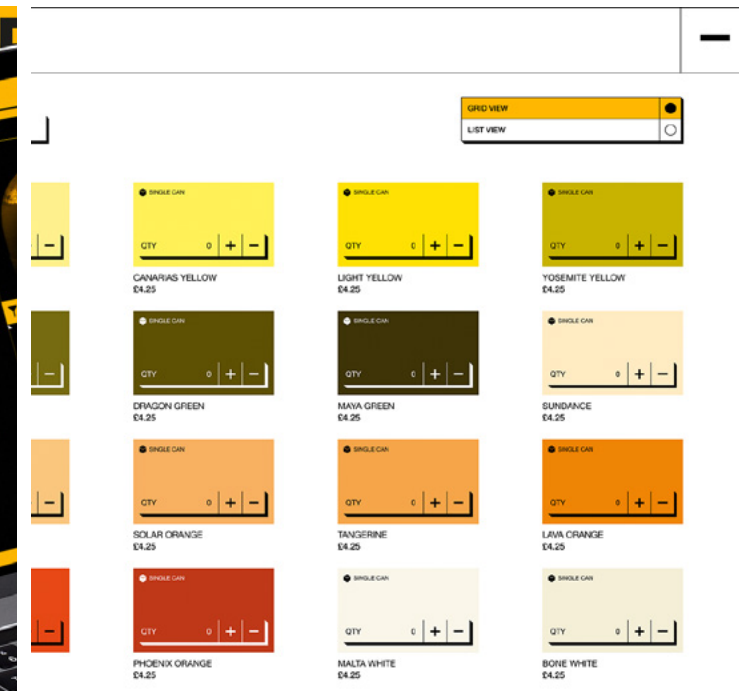 GRID VIEW
LIST VIEW
SINGLE CAN
QTY 0 + −
CANARIAS YELLOW
£4.25
SINGLE CAN
QTY 0 + −
LIGHT YELLOW
£4.25
SINGLE CAN
QTY 0 + −
YOSEMITE YELLOW
£4.25
SINGLE CAN
QTY 0 + −
DRAGON GREEN
£4.25
SINGLE CAN
QTY 0 + −
MAYA GREEN
£4.25
SINGLE CAN
QTY 0 + −
SUNDANCE
£4.25
SINGLE CAN
QTY 0 + −
SOLAR ORANGE
£4.25
SINGLE CAN
QTY 0 + −
TANGERINE
£4.25
SINGLE CAN
QTY 0 + −
LAVA ORANGE
£4.25
SINGLE CAN
QTY 0 + −
PHOENIX ORANGE
£4.25
SINGLE CAN
QTY 0 + −
MALTA WHITE
£4.25
SINGLE CAN
QTY 0 + −
BONE WHITE
£4.25